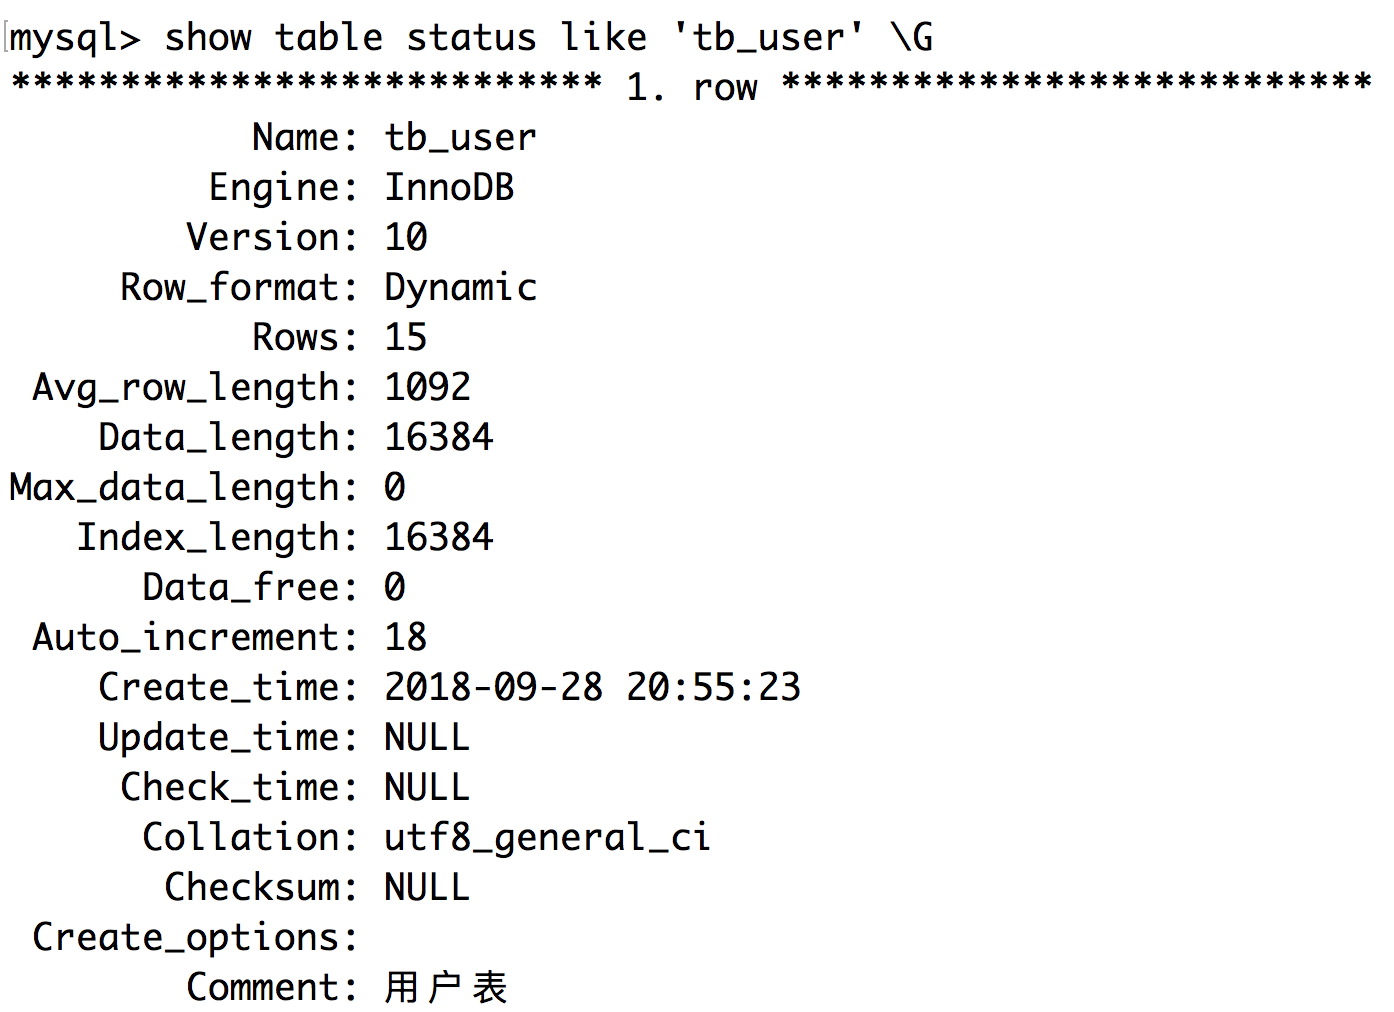 mysql> show table status like 'tb_user' \G
*************************** 1. row ***************************
Name: tb_user
Engine: InnoDB
Version: 10
Row_format: Dynamic
Rows: 15
Avg_row_length: 1092
Data_length: 16384
Max_data_length: 0
Index_length: 16384
Data_free: 0
Auto_increment: 18
Create_time: 2018-09-28 20:55:23
Update_time: NULL
Check_time: NULL
Collation: utf8_general_ci
Checksum: NULL
Create_options:
Comment: 用户表